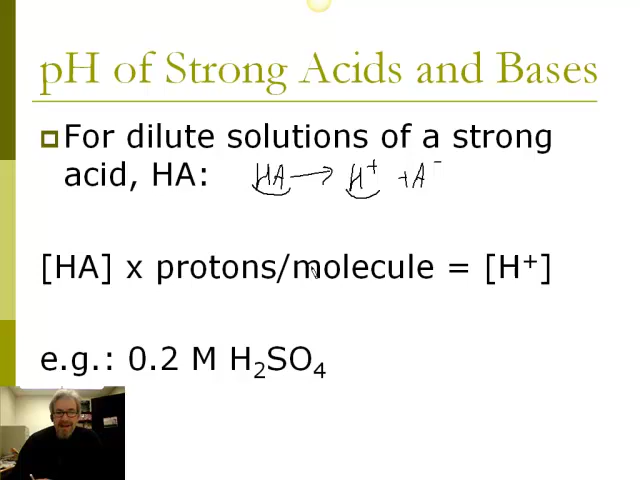 pH of Strong Acids and Bases
For dilute solutions of a strong
acid, HA: HA → H⁺ + A⁻
[HA] x protons/molecule = [H⁺]
e.g.: 0.2 M H₂SO₄